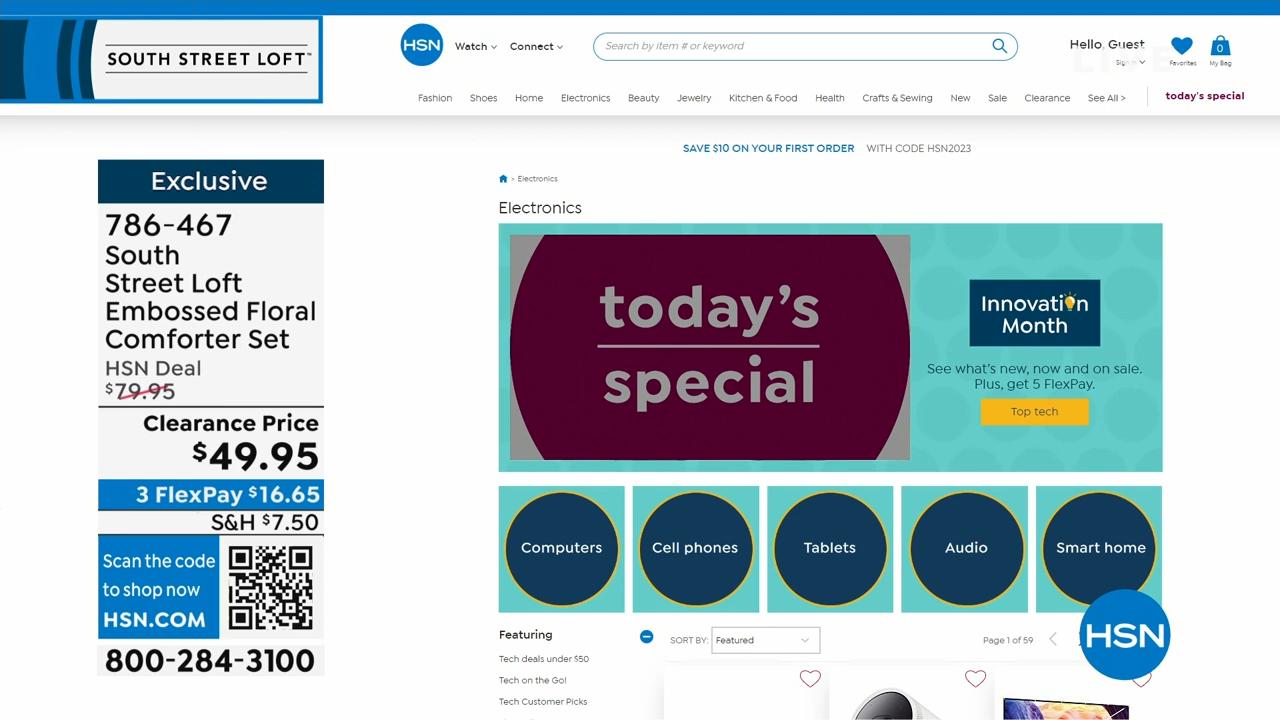 SOUTH STREET LOFT™
HSN
Watch
Connect
Search by item # or keyword
Hello, Guest
Sign in
Favorites
0
My Bag
LIVE
Fashion Shoes Home Electronics Beauty Jewelry Kitchen & Food Health Crafts & Sewing New Sale Clearance See All > today's special
SAVE $10 ON YOUR FIRST ORDER WITH CODE HSN2023
> Electronics
Electronics
Exclusive
786-467
South
Street Loft
Embossed Floral
Comforter Set
HSN Deal
$79.95
Clearance Price
$49.95
3 FlexPay $16.65
S&H $7.50
Scan the code
to shop now
HSN.COM
800-284-3100
today's
special
Innovation
Month
See what's new, now and on sale.
Plus, get 5 FlexPay.
Top tech
Computers
Cell phones
Tablets
Audio
Smart home
Featuring
Tech deals under $50
Tech on the Go!
Tech Customer Picks
SORT BY: Featured
Page 1 of 59
HSN